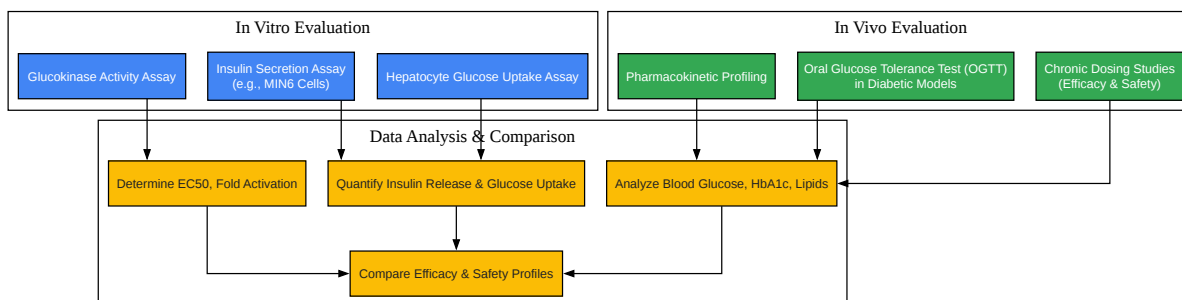 In Vitro Evaluation
In Vivo Evaluation
Glucokinase Activity Assay
Insulin Secretion Assay
(e.g., MIN6 Cells)
Hepatocyte Glucose Uptake Assay
Pharmacokinetic Profiling
Oral Glucose Tolerance Test (OGTT)
in Diabetic Models
Chronic Dosing Studies
(Efficacy & Safety)
Data Analysis & Comparison
Determine EC50, Fold Activation
Quantify Insulin Release & Glucose Uptake
Analyze Blood Glucose, HbA1c, Lipids
Compare Efficacy & Safety Profiles